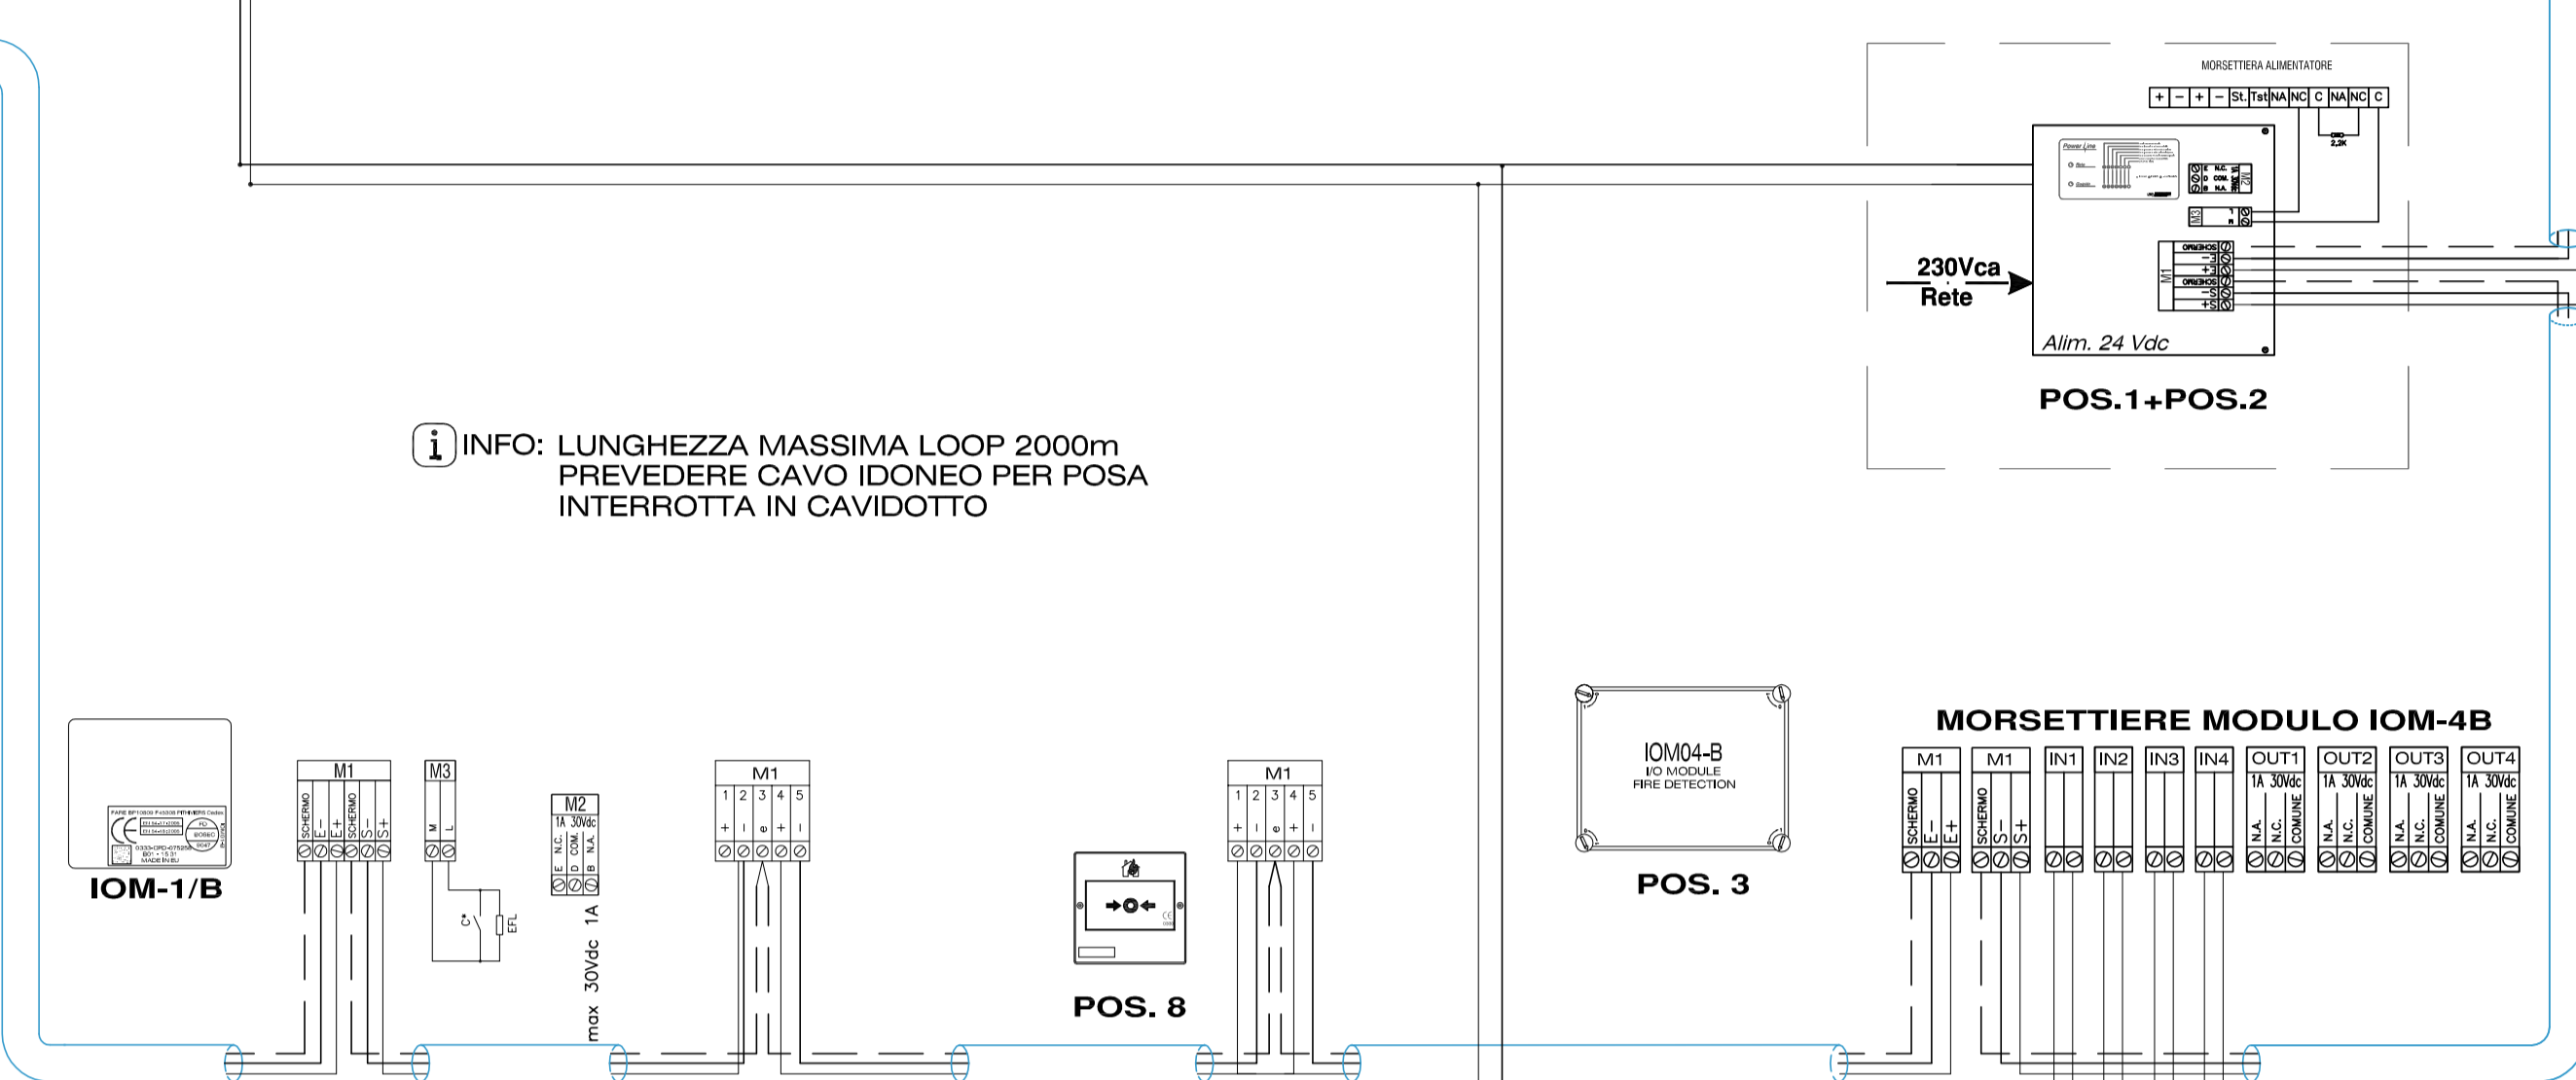 MORSETTIERA ALIMENTATORE
+ - + - St. Tst NA NC C NA NC C
2,2K
Power Line
E N.C.
D COM.
B N.A.
1A 30Vdc
M2
M3
L
M
M1
SCHERMO
E-
E+
SCHERMO
S-
S+
230Vca
Rete
Alim. 24 Vdc
POS.1+POS.2
i INFO: LUNGHEZZA MASSIMA LOOP 2000m
PREVEDERE CAVO IDONEO PER POSA
INTERROTTA IN CAVIDOTTO
MADE IN EU
IOM-1/B
M1
SCHERMO
E-
E+
SCHERMO
S-
S+
M3
M
L
C*
EFL
M2
1A 30Vdc
E N.C.
D COM.
B N.A.
max 30Vdc 1A
M1
1 2 3 4 5
+ - e + -
POS. 8
M1
1 2 3 4 5
+ - e + -
IOM04-B
I/O MODULE
FIRE DETECTION
POS. 3
MORSETTIERE MODULO IOM-4B
M1
SCHERMO
E-
E+
M1
SCHERMO
S-
S+
IN1
IN2
IN3
IN4
OUT1
1A 30Vdc
N.A.
N.C.
COMUNE
OUT2
1A 30Vdc
N.A.
N.C.
COMUNE
OUT3
1A 30Vdc
N.A.
N.C.
COMUNE
OUT4
1A 30Vdc
N.A.
N.C.
COMUNE